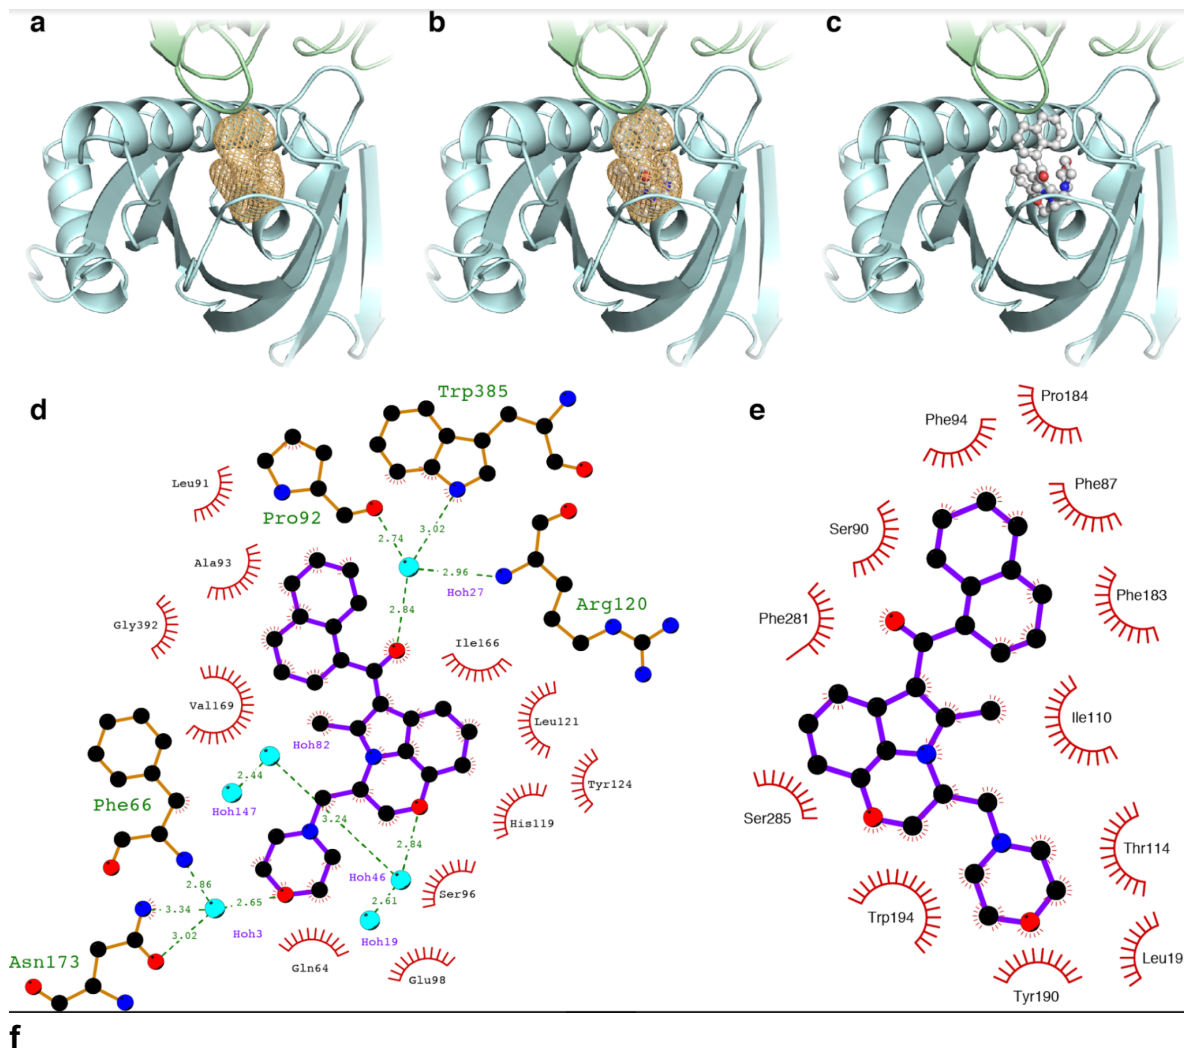 a
b
c
d
Trp385
e
Pro184
Phe94
Leu91
Pro92
3.02
2.74
Phe87
Ser90
Ala93
2.96
Hoh27
2.84
Arg120
Phe183
Gly392
Ile166
Phe281
Val169
Leu121
Ile110
Hoh82
2.44
Tyr124
Phe66
Hoh147
3.24
His119
Ser285
2.84
Thr114
2.86
Hoh46
Ser96
2.61
3.34
2.65
Trp194
Hoh3
Hoh19
3.02
Asn173
Gln64
Glu98
Leu19
Tyr190
f